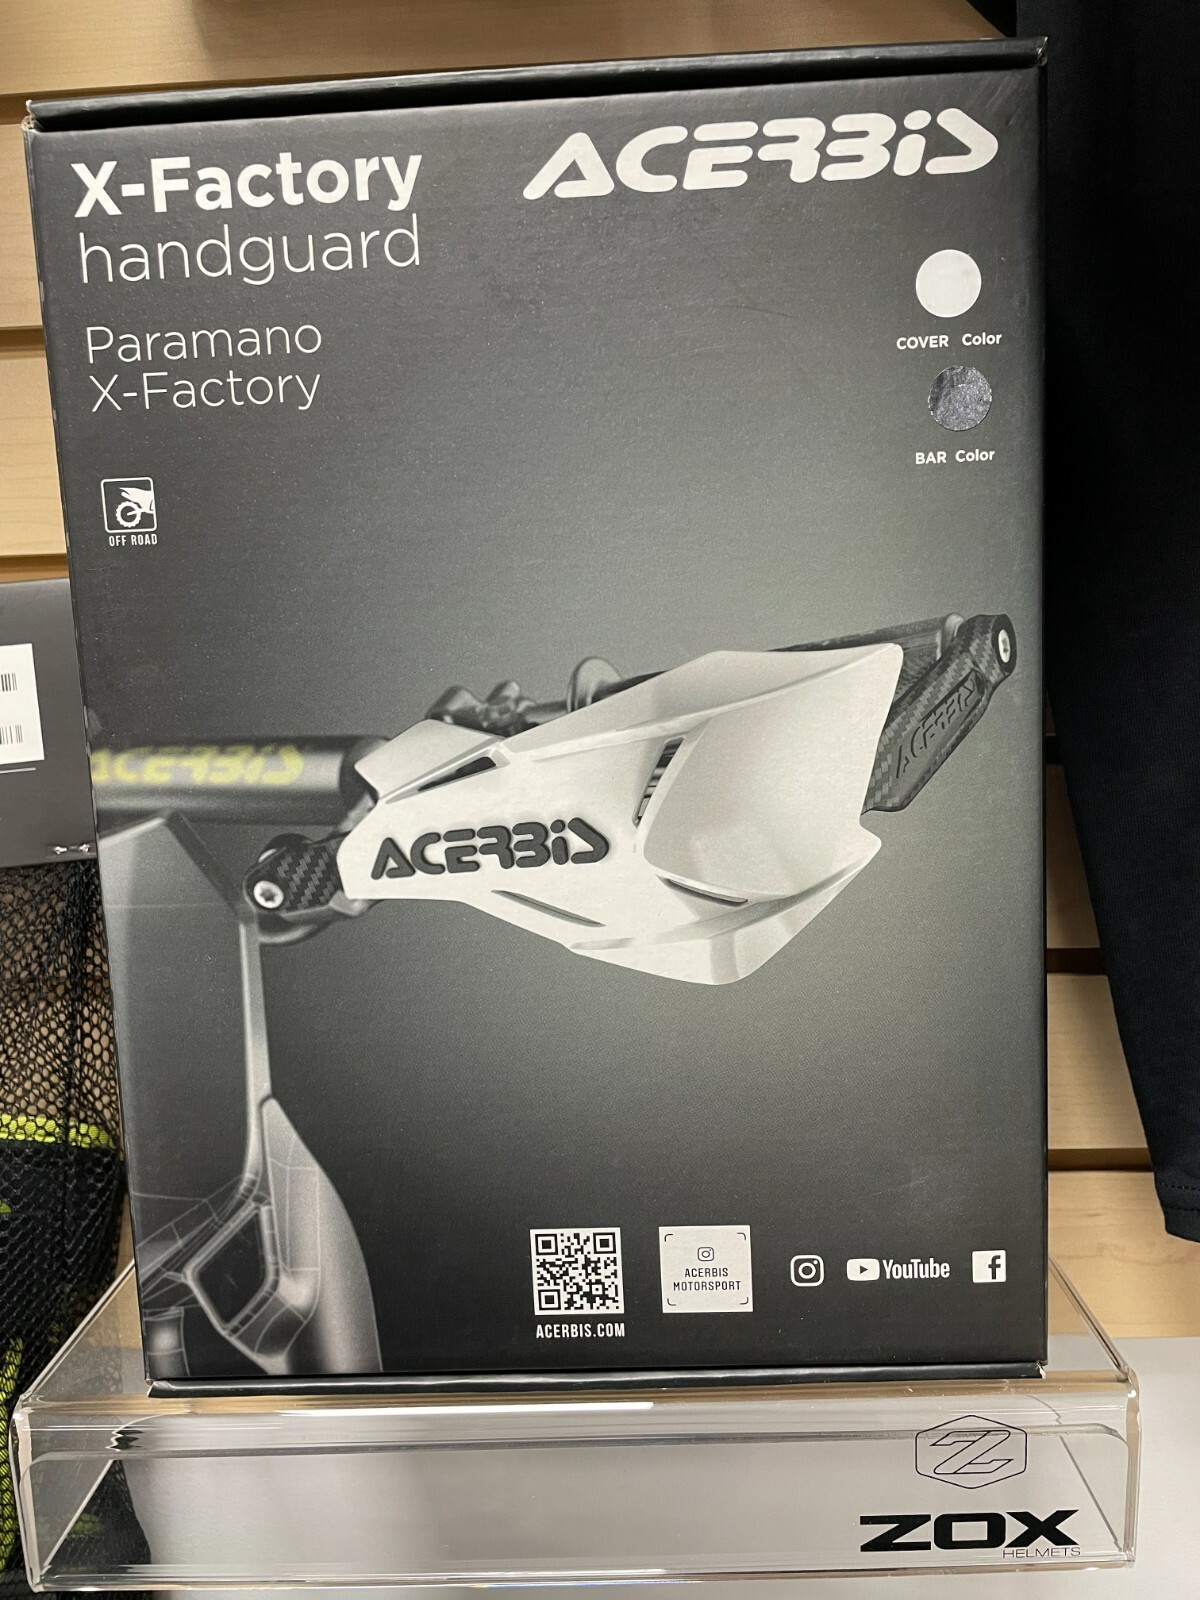 X-Factory
handguard
ACERBIS
Paramano
X-Factory
COVER Color
BAR Color
OFF ROAD
ACERBIS
ACERBIS
ACERBIS
ACERBIS
MOTORSPORT
YouTube
ACERBIS.COM
Z
ZOX
HELMETS